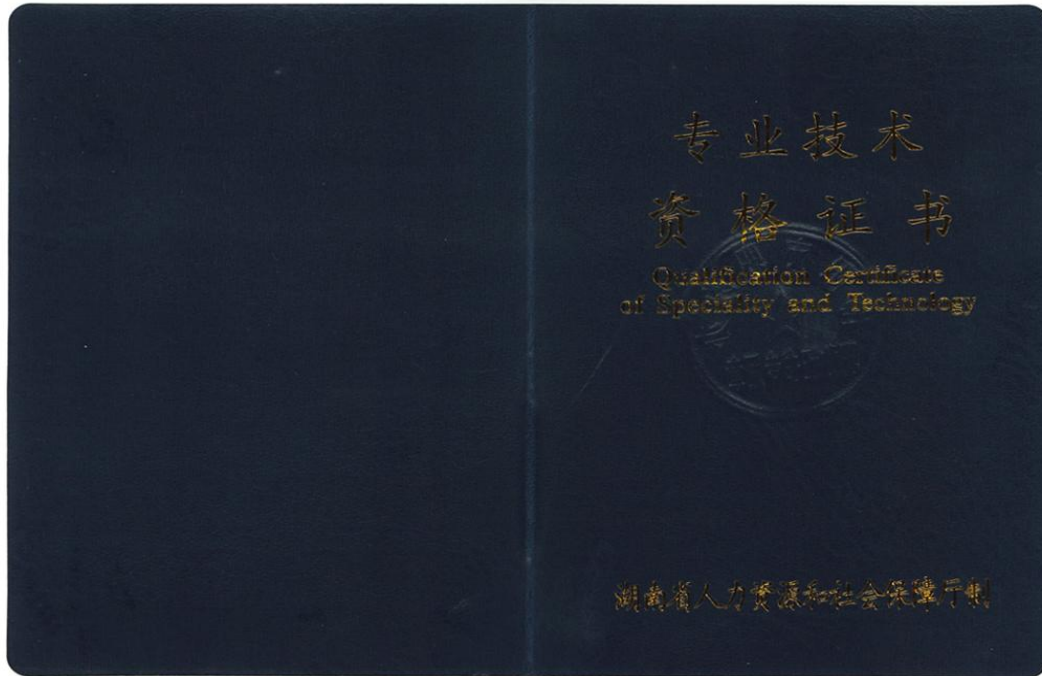 专业技术
资格证书
Qualification Certificate
of Speciality and Technology
湖南省人力资源和社会保障厅制